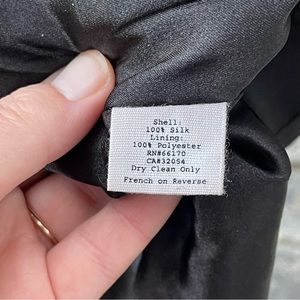 Shell:
100% Silk
Lining:
100% Polyester
RN#66170
CA#32054
Dry Clean Only
French on Reverse